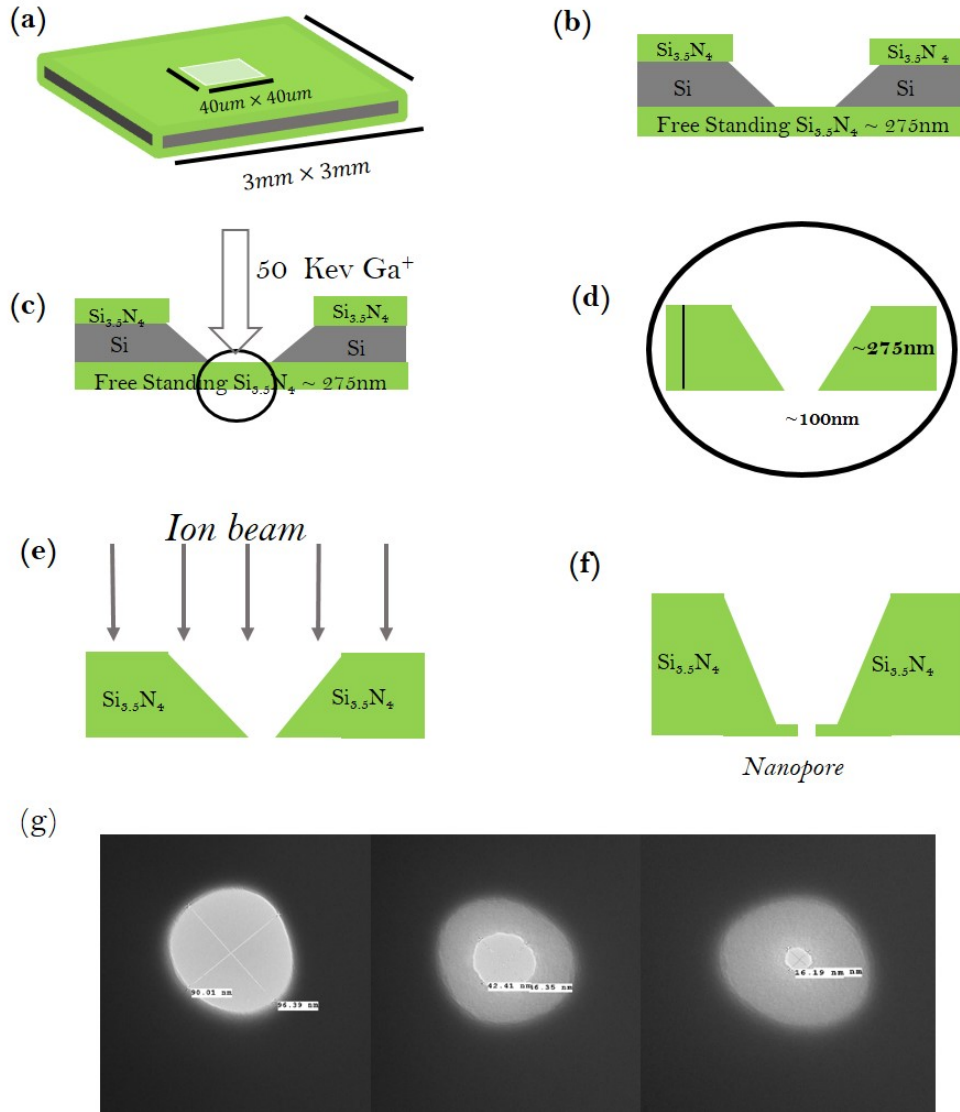 (a)
40um × 40um
3mm × 3mm
(b)
Si₃.₅N₄ Si₃.₅N₄
Si Si
Free Standing Si₃.₅N₄ ~ 275nm
(c)
50 Kev Ga⁺
Si₃.₅N₄ Si₃.₅N₄
Si Si
Free Standing Si₃.₅N₄ ~ 275nm
(d)
~275nm
~100nm
(e)
Ion beam
Si₃.₅N₄ Si₃.₅N₄
(f)
Si₃.₅N₄ Si₃.₅N₄
Nanopore
(g)
90.01 nm
96.39 nm
42.41 nm
16.19 nm nm